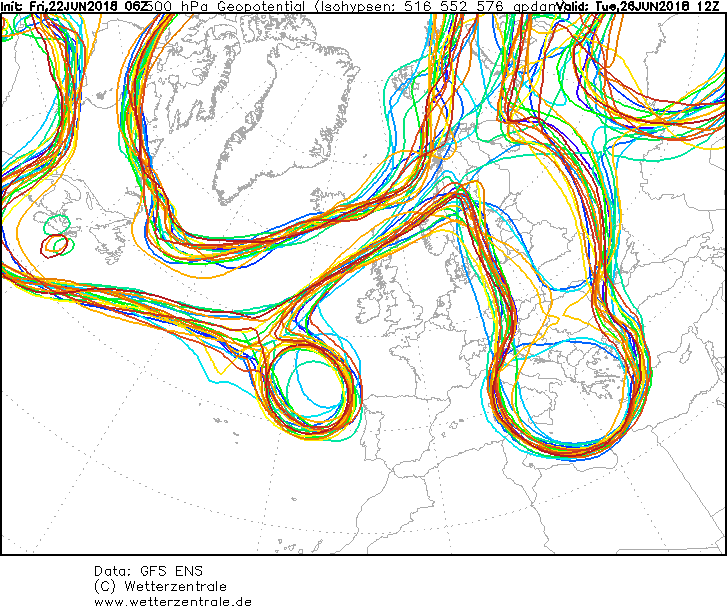 Init: Fri,22JUN2018 06Z 500 hPa Geopotential (Isohypsen: 516 552 576 gpdam) Valid: Tue,26JUN2018 12Z
Data: GFS ENS
(C) Wetterzentrale
www.wetterzentrale.de